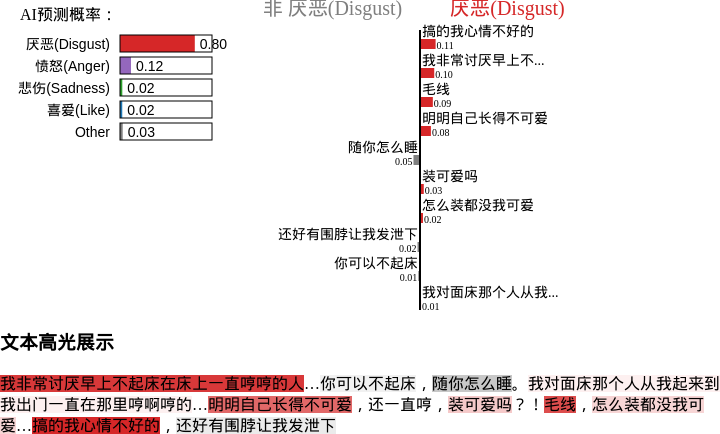 AI预测概率：
厌恶(Disgust) 0.80
愤怒(Anger) 0.12
悲伤(Sadness) 0.02
喜爱(Like) 0.02
Other 0.03
非 厌恶(Disgust) 厌恶(Disgust)
搞的我心情不好的
0.11
我非常讨厌早上不...
0.10
毛线
0.09
明明自己长得不可爱
0.08
随你怎么睡
0.05
装可爱吗
0.03
怎么装都没我可爱
0.02
还好有围脖让我发泄下
0.02
你可以不起床
0.01
我对面床那个人从我...
0.01
文本高光展示
我非常讨厌早上不起床在床上一直哼哼的人...你可以不起床，随你怎么睡。我对面床那个人从我起来到
我出门一直在那里哼啊哼的...明明自己长得不可爱，还一直哼，装可爱吗？！毛线，怎么装都没我可
爱...搞的我心情不好的，还好有围脖让我发泄下